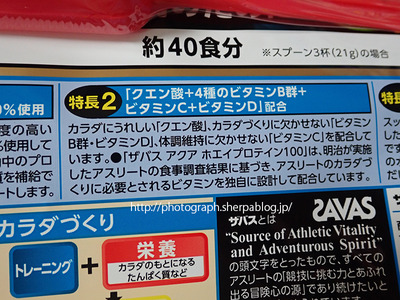 約40食分
※スプーン3杯(21g)の場合
0%使用
度の高い
して吸収
中のプロ
質を補給で
ートします。
特長2
「クエン酸+4種のビタミンB群+
ビタミンC+ビタミンD」配合
カラダにうれしい「クエン酸」、カラダづくりに欠かせない「ビタミン
B群・ビタミンD」、体調維持に欠かせない「ビタミンC」を配合して
います。●「ザバス アクア ホエイプロテイン100」は、明治が実施
したアスリートの食事調査結果に基づき、アスリートのカラダづ
くりに必要とされるビタミンを独自に設計して配合しています。
特
スッ
http://photograph.sherpablog.jp/
カラダづくり
トレーニング
+
栄養
カラダのもとになる
たんぱく質など
+
ザバスとは
SAVAS
"Source of Athletic Vitality
and Adventurous Spirit"
の頭文字をとったもので、すべての
アスリートの「競技に挑む力とあふれ
出る冒険心の源」であり続けたいと